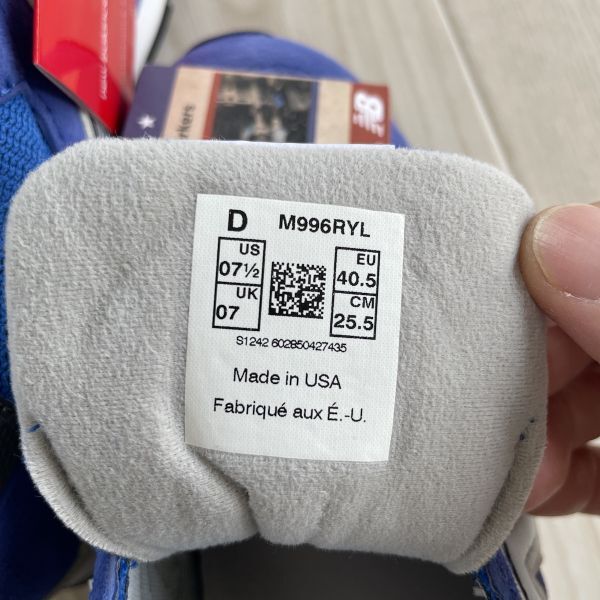 rkers
D M996RYL
US
07½
UK
07
EU
40.5
CM
25.5
S1242 602850427435
Made in USA
Fabriqué aux É.-U.